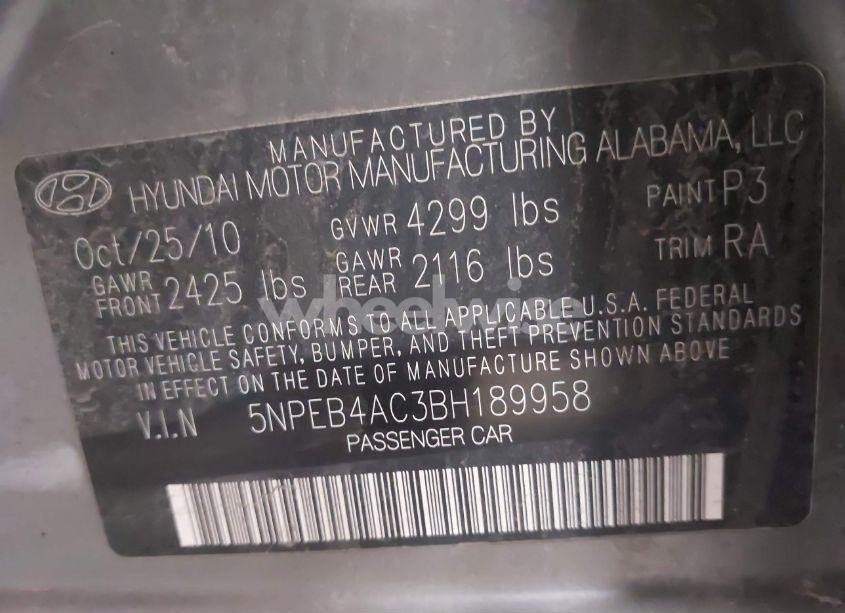 MANUFACTURED BY
HYUNDAI MOTOR MANUFACTURING ALABAMA, LLC
Oct/25/10 GVWR 4299 lbs PAINT P3
GAWR FRONT 2425 lbs GAWR REAR 2116 lbs TRIM RA
THIS VEHICLE CONFORMS TO ALL APPLICABLE U.S.A. FEDERAL
MOTOR VEHICLE SAFETY, BUMPER, AND THEFT PREVENTION STANDARDS
IN EFFECT ON THE DATE OF MANUFACTURE SHOWN ABOVE
V.I.N 5NPEB4AC3BH189958
PASSENGER CAR
wheelwise